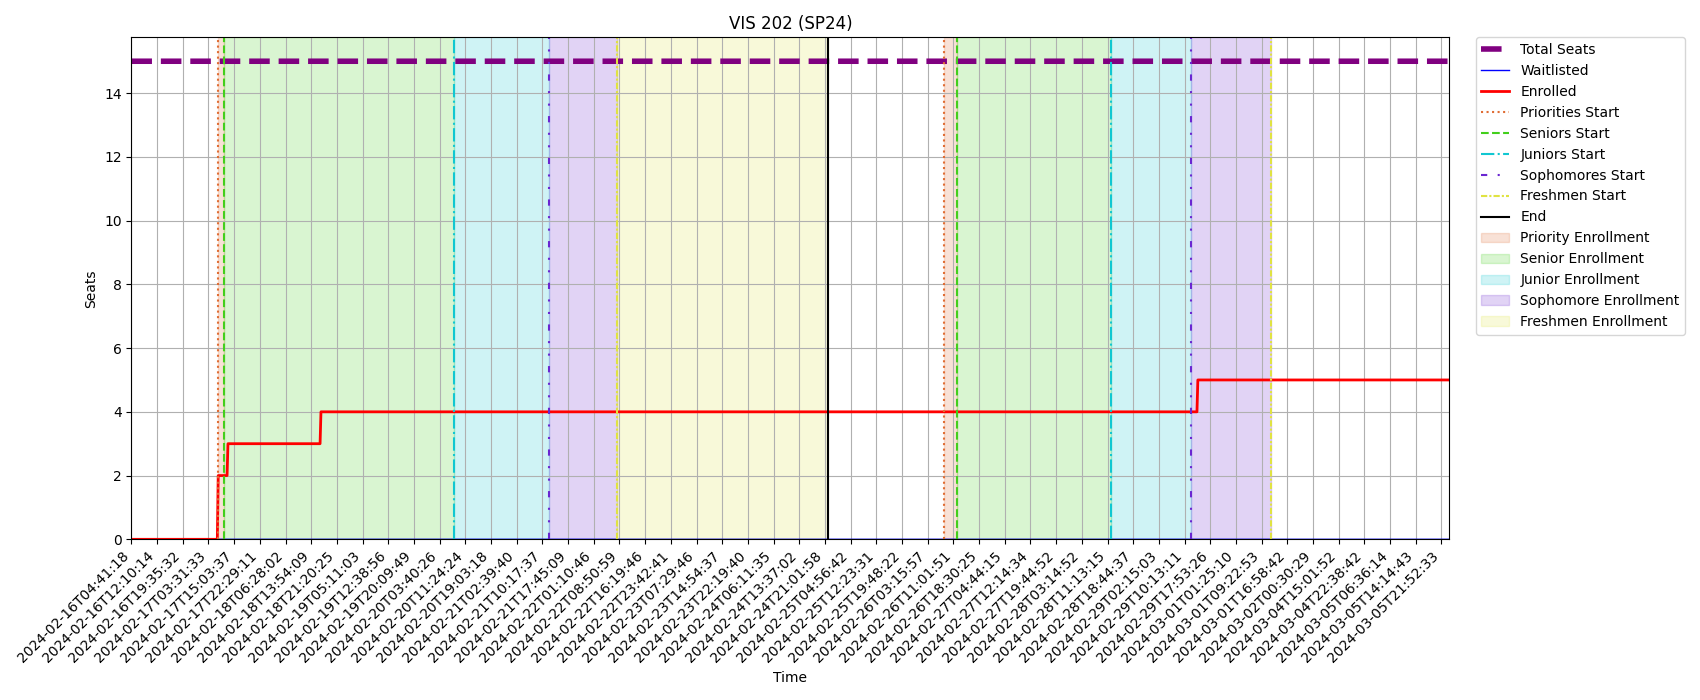 VIS 202 (SP24)
Total Seats
Waitlisted
Enrolled
Priorities Start
Seniors Start
Juniors Start
Sophomores Start
Freshmen Start
End
Priority Enrollment
Senior Enrollment
Junior Enrollment
Sophomore Enrollment
Freshmen Enrollment
Seats
14
12
10
8
6
4
2
0
2024-02-16T04:41:18
2024-02-16T12:10:14
2024-02-16T19:35:32
2024-02-17T03:31:33
2024-02-17T15:03:37
2024-02-17T22:29:11
2024-02-18T06:28:02
2024-02-18T13:54:09
2024-02-18T21:20:25
2024-02-19T05:11:03
2024-02-19T12:38:56
2024-02-19T20:09:49
2024-02-20T03:40:26
2024-02-20T11:24:24
2024-02-20T19:03:18
2024-02-21T02:39:40
2024-02-21T10:17:37
2024-02-21T17:45:09
2024-02-22T01:10:46
2024-02-22T08:50:59
2024-02-22T16:19:46
2024-02-22T23:42:41
2024-02-23T07:29:46
2024-02-23T14:54:37
2024-02-23T22:19:40
2024-02-24T06:11:35
2024-02-24T13:37:02
2024-02-24T21:01:58
2024-02-25T04:56:42
2024-02-25T12:23:31
2024-02-25T19:48:22
2024-02-26T03:15:57
2024-02-26T11:01:51
2024-02-26T18:30:25
2024-02-27T04:44:15
2024-02-27T12:14:34
2024-02-27T19:44:52
2024-02-28T03:14:52
2024-02-28T11:13:15
2024-02-28T18:44:37
2024-02-29T02:15:03
2024-02-29T10:13:11
2024-02-29T17:53:26
2024-03-01T01:25:10
2024-03-01T09:22:53
2024-03-01T16:58:42
2024-03-02T00:30:29
2024-03-04T15:01:52
2024-03-04T22:38:42
2024-03-05T06:36:14
2024-03-05T14:14:43
2024-03-05T21:52:33
Time